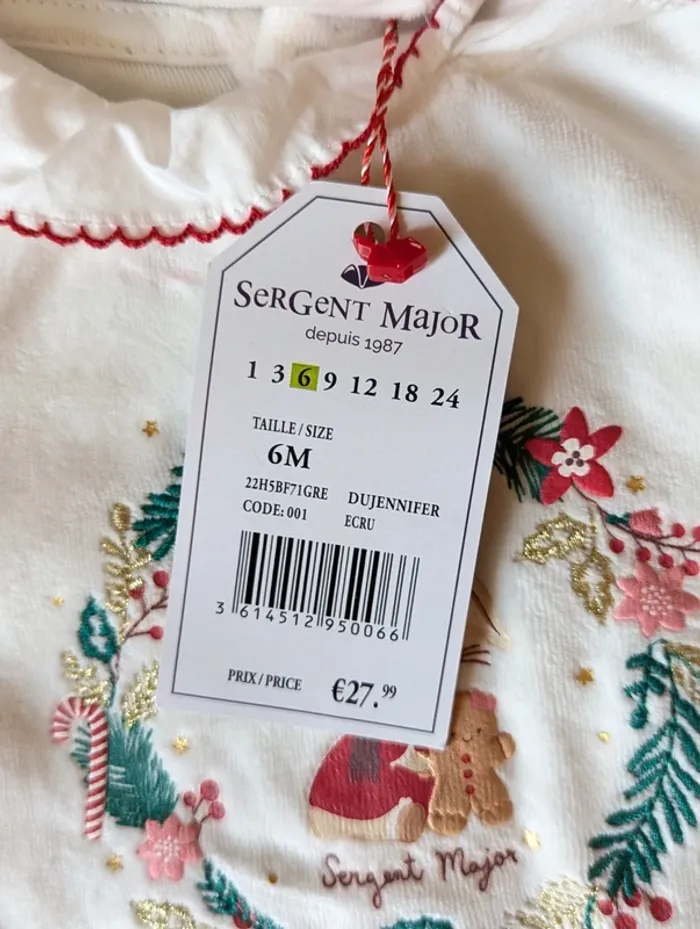 SeRGeNT MaJoR
depuis 1987
1 3 6 9 12 18 24
TAILLE / SIZE
6M
22H5BF71GRE DUJENNIFER
CODE: 001 ECRU
3 614512 950066
PRIX / PRICE €27.99
Sergent Major